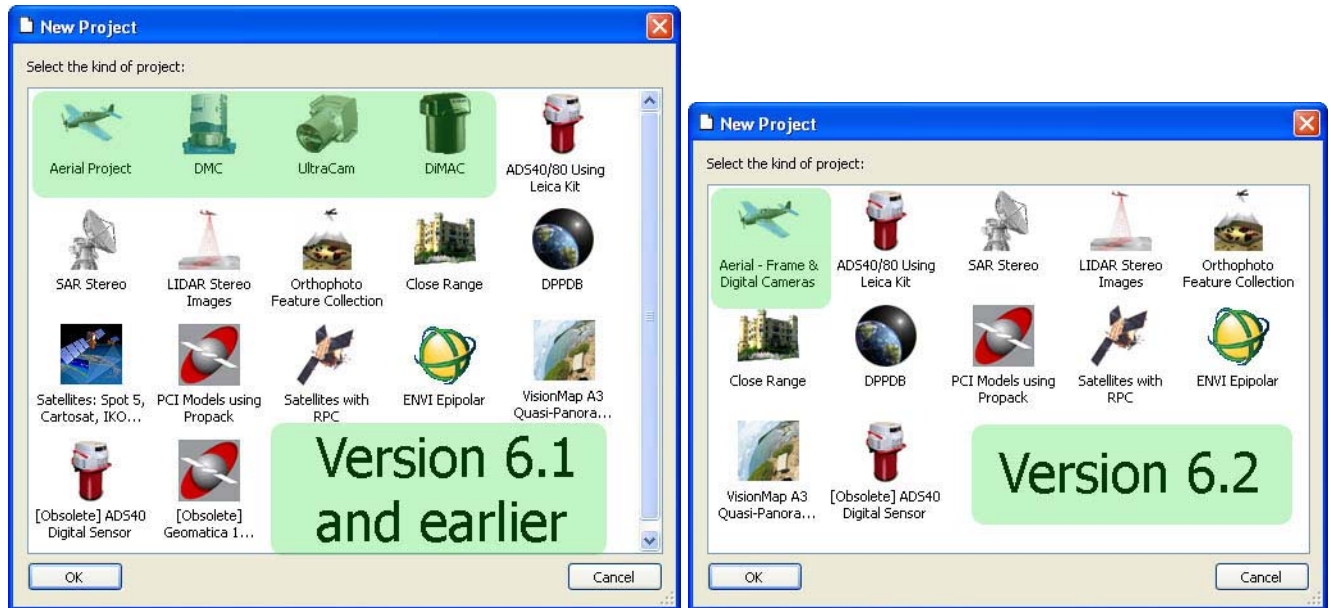 New Project
Select the kind of project:
Aerial Project
DMC
UltraCam
DiMAC
ADS40/80 Using
Leica Kit
SAR Stereo
LIDAR Stereo
Images
Orthophoto
Feature Collection
Close Range
DPPDB
Satellites: Spot 5,
Cartosat, IKO...
PCI Models using
Propack
Satellites with
RPC
ENVI Epipolar
VisionMap A3
Quasi-Panora...
[Obsolete] ADS40
Digital Sensor
[Obsolete]
Geomatica 1...
Version 6.1
and earlier
OK
Cancel
New Project
Select the kind of project:
Aerial - Frame &
Digital Cameras
ADS40/80 Using
Leica Kit
SAR Stereo
LIDAR Stereo
Images
Orthophoto
Feature Collection
Close Range
DPPDB
PCI Models using
Propack
Satellites with
RPC
ENVI Epipolar
VisionMap A3
Quasi-Panora...
[Obsolete] ADS40
Digital Sensor
Version 6.2
OK
Cancel